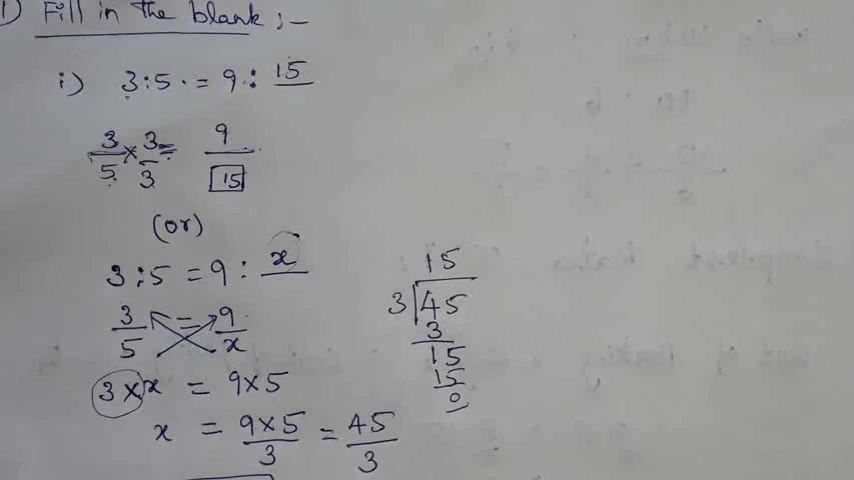 1) Fill in the blank :-
i) 3:5 = 9: 15
3/5 × 3/3 = 9/15
(or)
3:5 = 9: x
3/5 = 9/x
3 × x = 9×5
x = 9×5/3 = 45/3
15
3 45
3
15
15
0